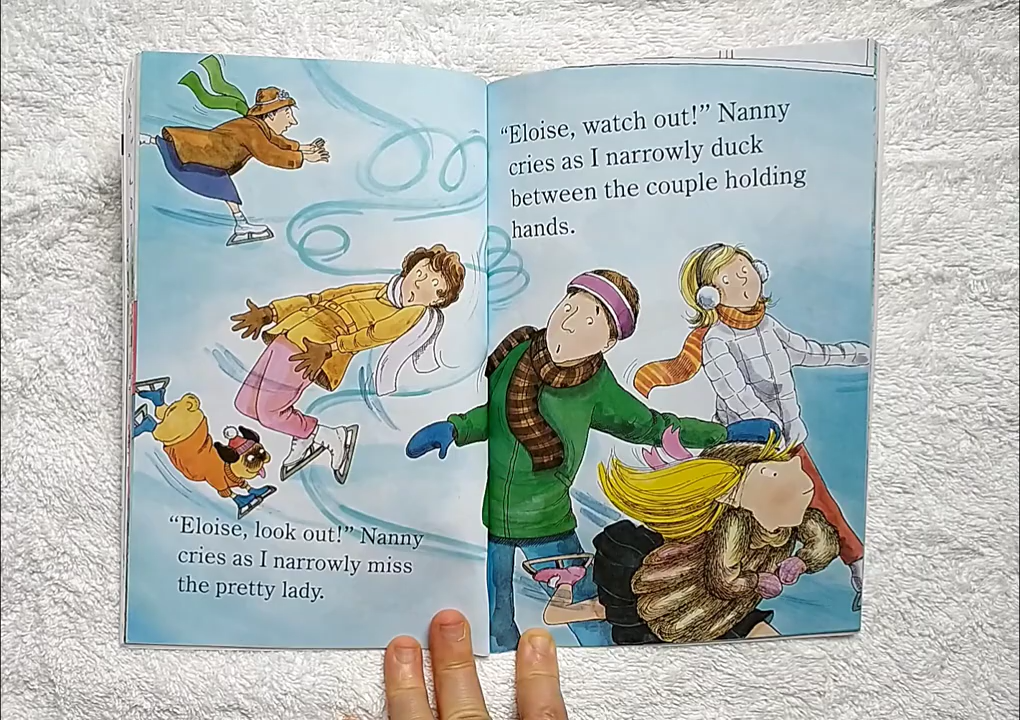 “Eloise, look out!” Nanny
cries as I narrowly miss
the pretty lady.
“Eloise, watch out!” Nanny
cries as I narrowly duck
between the couple holding
hands.